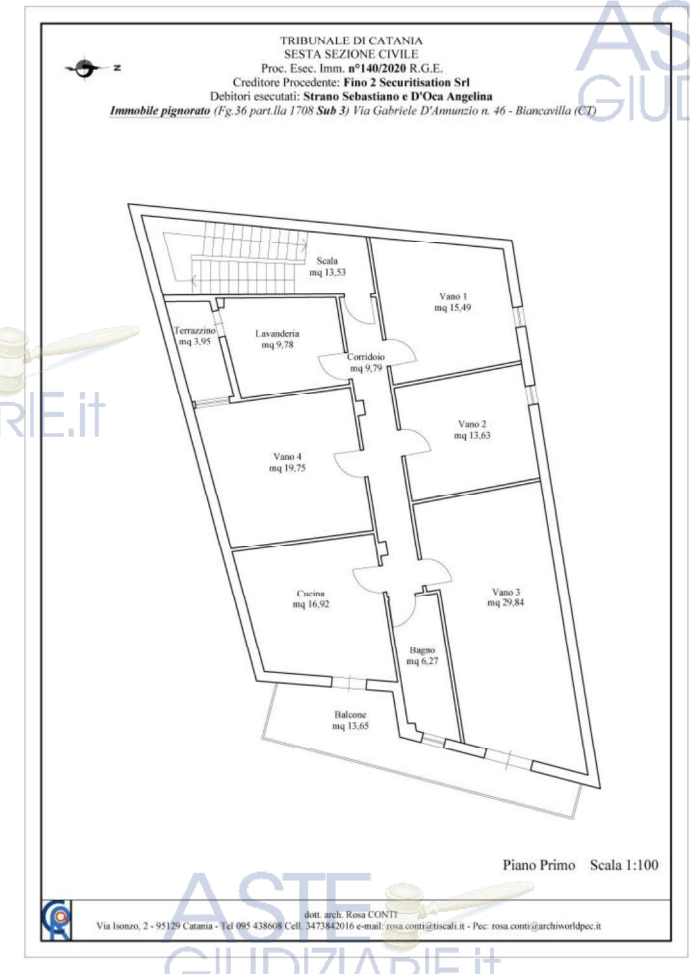 TRIBUNALE DI CATANIA
SESTA SEZIONE CIVILE
Proc. Esec. Imm. n°140/2020 R.G.E.
Creditore Procedente: Fino 2 Securitisation Srl
Debitori esecutati: Strano Sebastiano e D'Oca Angelina
Immobile pignorato (Fg.36 part.lla 1708 Sub 3) Via Gabriele D'Annunzio n. 46 - Biancavilla (CT)
N
AS
GIUD
Scala
mq 13,53
Vano 1
mq 15,49
Terrazzino
mq 3,95
Lavanderia
mq 9,78
Corridoio
mq 9,79
RIE.it
Vano 2
mq 13,63
Vano 4
mq 19,75
Cucina
mq 16,92
Vano 3
mq 29,84
Bagno
mq 6,27
Balcone
mq 13,65
Piano Primo Scala 1:100
ASTE
dott. arch. Rosa CONTI
Via Isonzo, 2 - 95129 Catania - Tel 095 438608 Cell. 3473842016 e-mail: rosa.conti@tiscali.it - Pec: rosa.conti@archiworldpec.it
GIUDIZIARIE.it